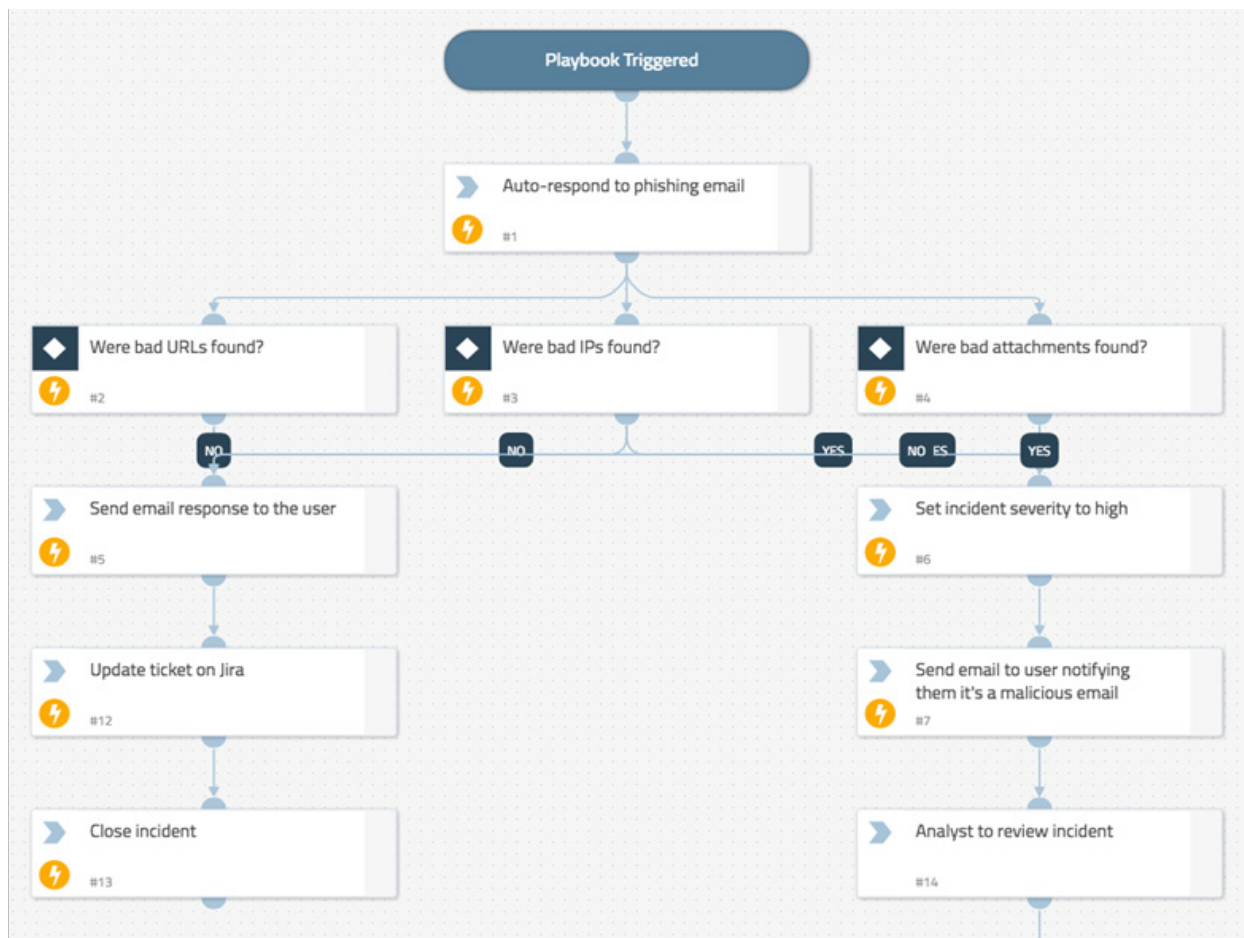 Playbook Triggered
Auto-respond to phishing email
#1
Were bad URLs found?
#2
Were bad IPs found?
#3
Were bad attachments found?
#4
NO
NO
YES
NO ES
YES
Send email response to the user
#5
Set incident severity to high
#6
Update ticket on Jira
#12
Send email to user notifying
them it's a malicious email
#7
Close incident
#13
Analyst to review incident
#14